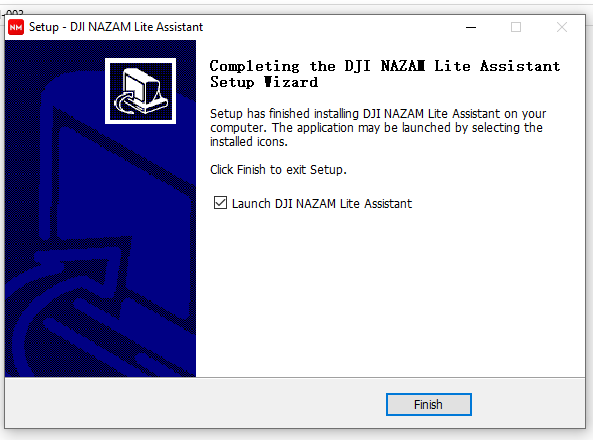 NM Setup - DJI NAZAM Lite Assistant
Completing the DJI NAZAM Lite Assistant
Setup Wizard
Setup has finished installing DJI NAZAM Lite Assistant on your
computer. The application may be launched by selecting the
installed icons.
Click Finish to exit Setup.
Launch DJI NAZAM Lite Assistant
Finish